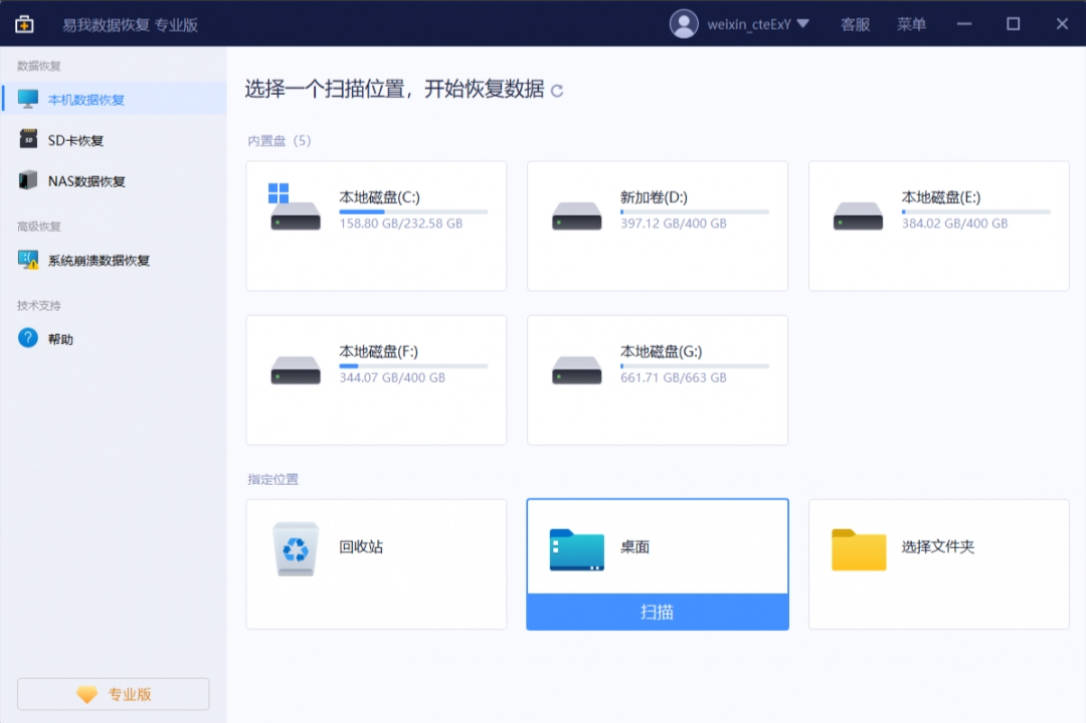 易我数据恢复 专业版
weixin_cteExY
客服
菜单
数据恢复
本机数据恢复
SD卡恢复
NAS数据恢复
高级恢复
系统崩溃数据恢复
技术支持
帮助
专业版
选择一个扫描位置，开始恢复数据
内置盘（5）
本地磁盘(C:)
158.80 GB/232.58 GB
新加卷(D:)
397.12 GB/400 GB
本地磁盘(E:)
384.02 GB/400 GB
本地磁盘(F:)
344.07 GB/400 GB
本地磁盘(G:)
661.71 GB/663 GB
指定位置
回收站
桌面
扫描
选择文件夹